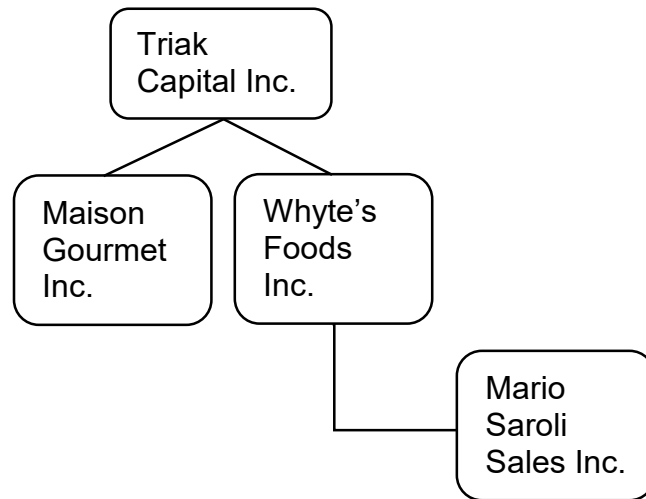 Triak
Capital Inc.
Maison
Gourmet
Inc.
Whyte’s
Foods
Inc.
Mario
Saroli
Sales Inc.